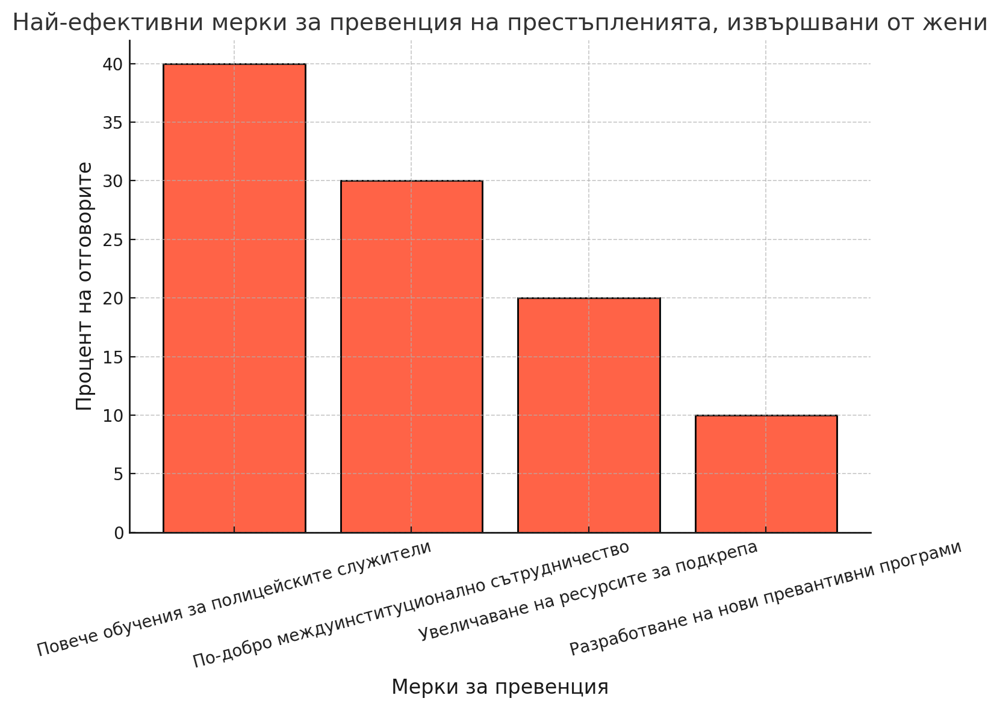 Най-ефективни мерки за превенция на престъпленията, извършвани от жени
Процент на отговорите
40
35
30
25
20
15
10
5
0
Повече обучения за полицейските служители
По-добро междуинституционално сътрудничество
Увеличаване на ресурсите за подкрепа
Разработване на нови превантивни програми
Мерки за превенция